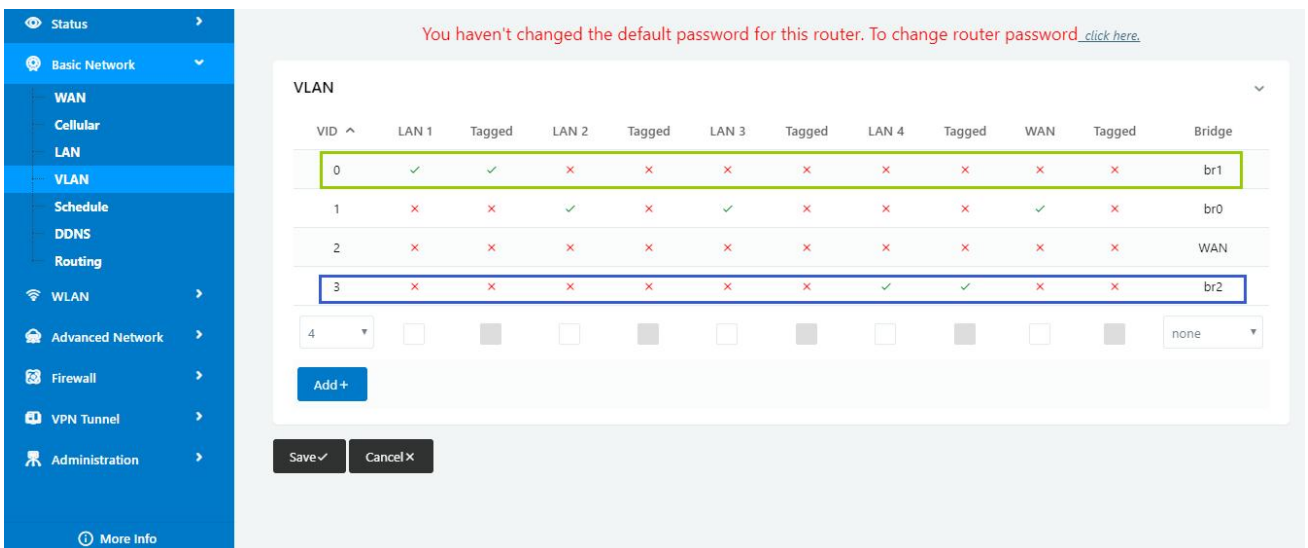 Status
Basic Network
WAN
Cellular
LAN
VLAN
Schedule
DDNS
Routing
WLAN
Advanced Network
Firewall
VPN Tunnel
Administration
More Info
You haven't changed the default password for this router. To change router password click here.
VLAN
VID LAN 1 Tagged LAN 2 Tagged LAN 3 Tagged LAN 4 Tagged WAN Tagged Bridge
0 ✓ ✓ × × × × × × × × br1
1 × × ✓ × ✓ × × × ✓ × br0
2 × × × × × × × × × × WAN
3 × × × × × × ✓ ✓ × × br2
4 none
Add +
Save ✓ Cancel ×